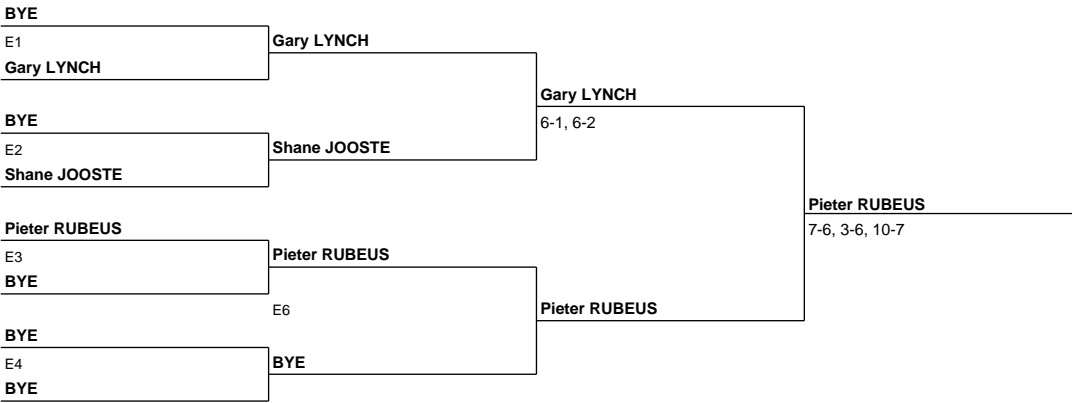 BYE
E1
Gary LYNCH
Gary LYNCH
BYE
E2
Shane JOOSTE
Shane JOOSTE
Gary LYNCH
6-1, 6-2
Pieter RUBEUS
E3
BYE
Pieter RUBEUS
E6
BYE
E4
BYE
BYE
Pieter RUBEUS
Pieter RUBEUS
7-6, 3-6, 10-7